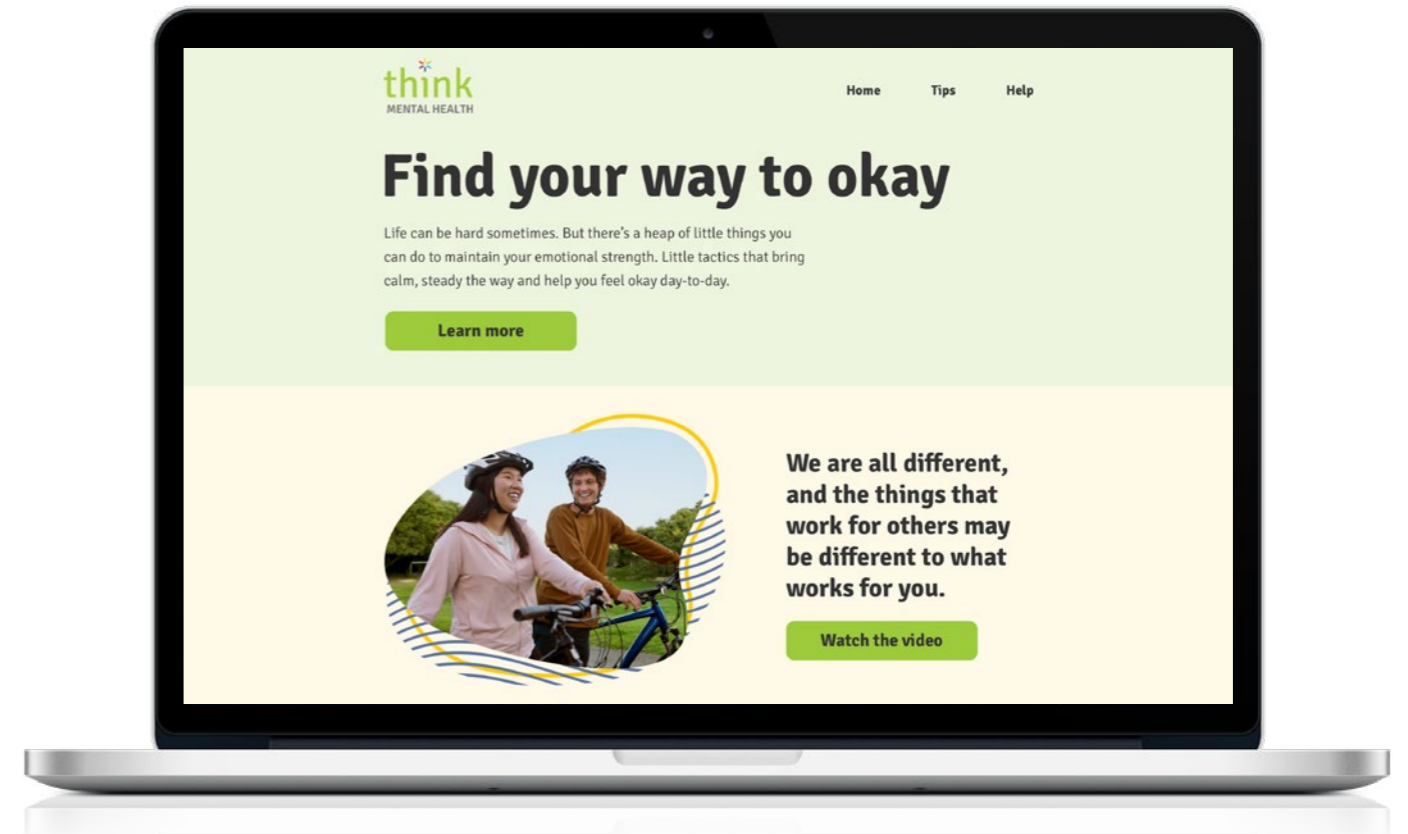 think
MENTAL HEALTH
Home Tips Help
Find your way to okay
Life can be hard sometimes. But there's a heap of little things you
can do to maintain your emotional strength. Little tactics that bring
calm, steady the way and help you feel okay day-to-day.
Learn more
We are all different,
and the things that
work for others may
be different to what
works for you.
Watch the video